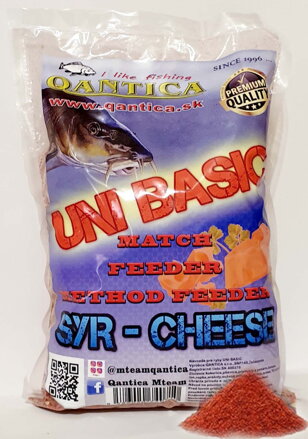 I like fishing
QANTICA
SINCE 1996
www.qantica.sk
PREMIUM
QUALITY
UNI BASIC
MATCH
FEEDER
METHOD FEEDER
SYR - CHEESE
@mteamqantica
Qantica Mteam